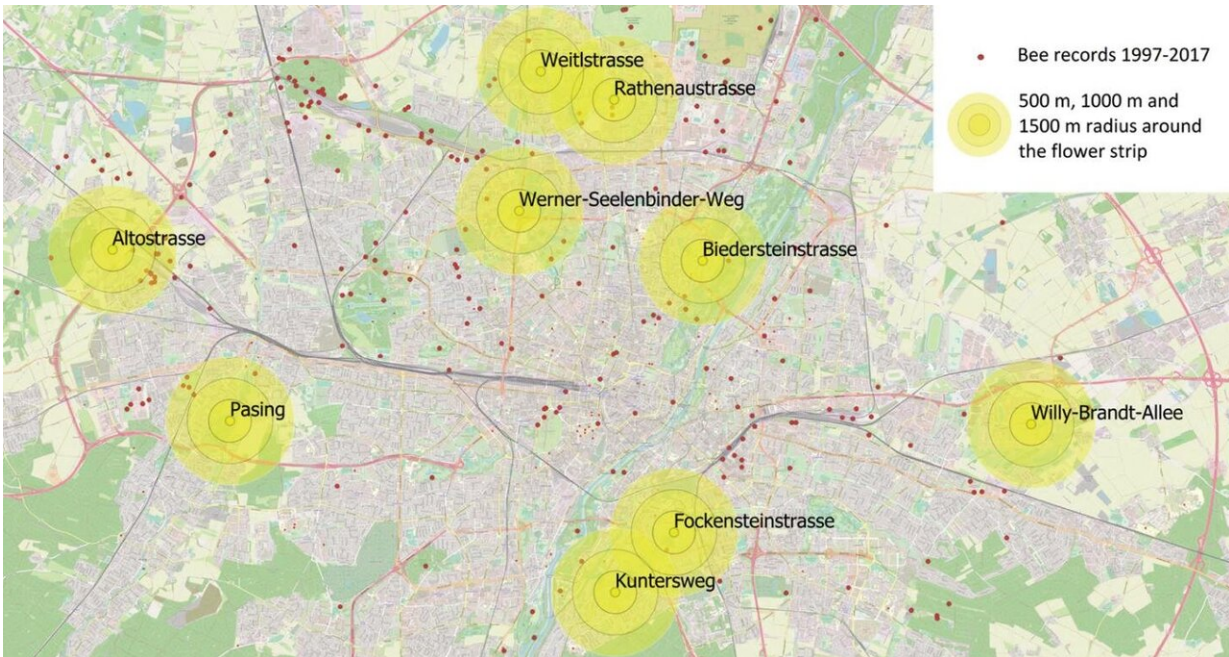 Weitlstrasse
Rathenaustrasse
Werner-Seelenbinder-Weg
Biedersteinstrasse
Altostrasse
Pasing
Willy-Brandt-Allee
Fockensteinstrasse
Kuntersweg
Bee records 1997-2017
500 m, 1000 m and
1500 m radius around
the flower strip